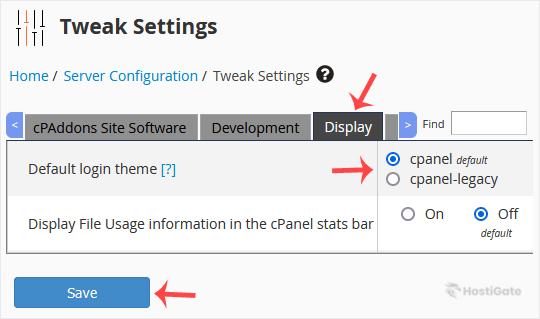 Tweak Settings
Home / Server Configuration / Tweak Settings ?
< cPAddons Site Software Development Display > Find
Default login theme [?]
cpanel default
cpanel-legacy
Display File Usage information in the cPanel stats bar
On Off
default
Save
HostiGate